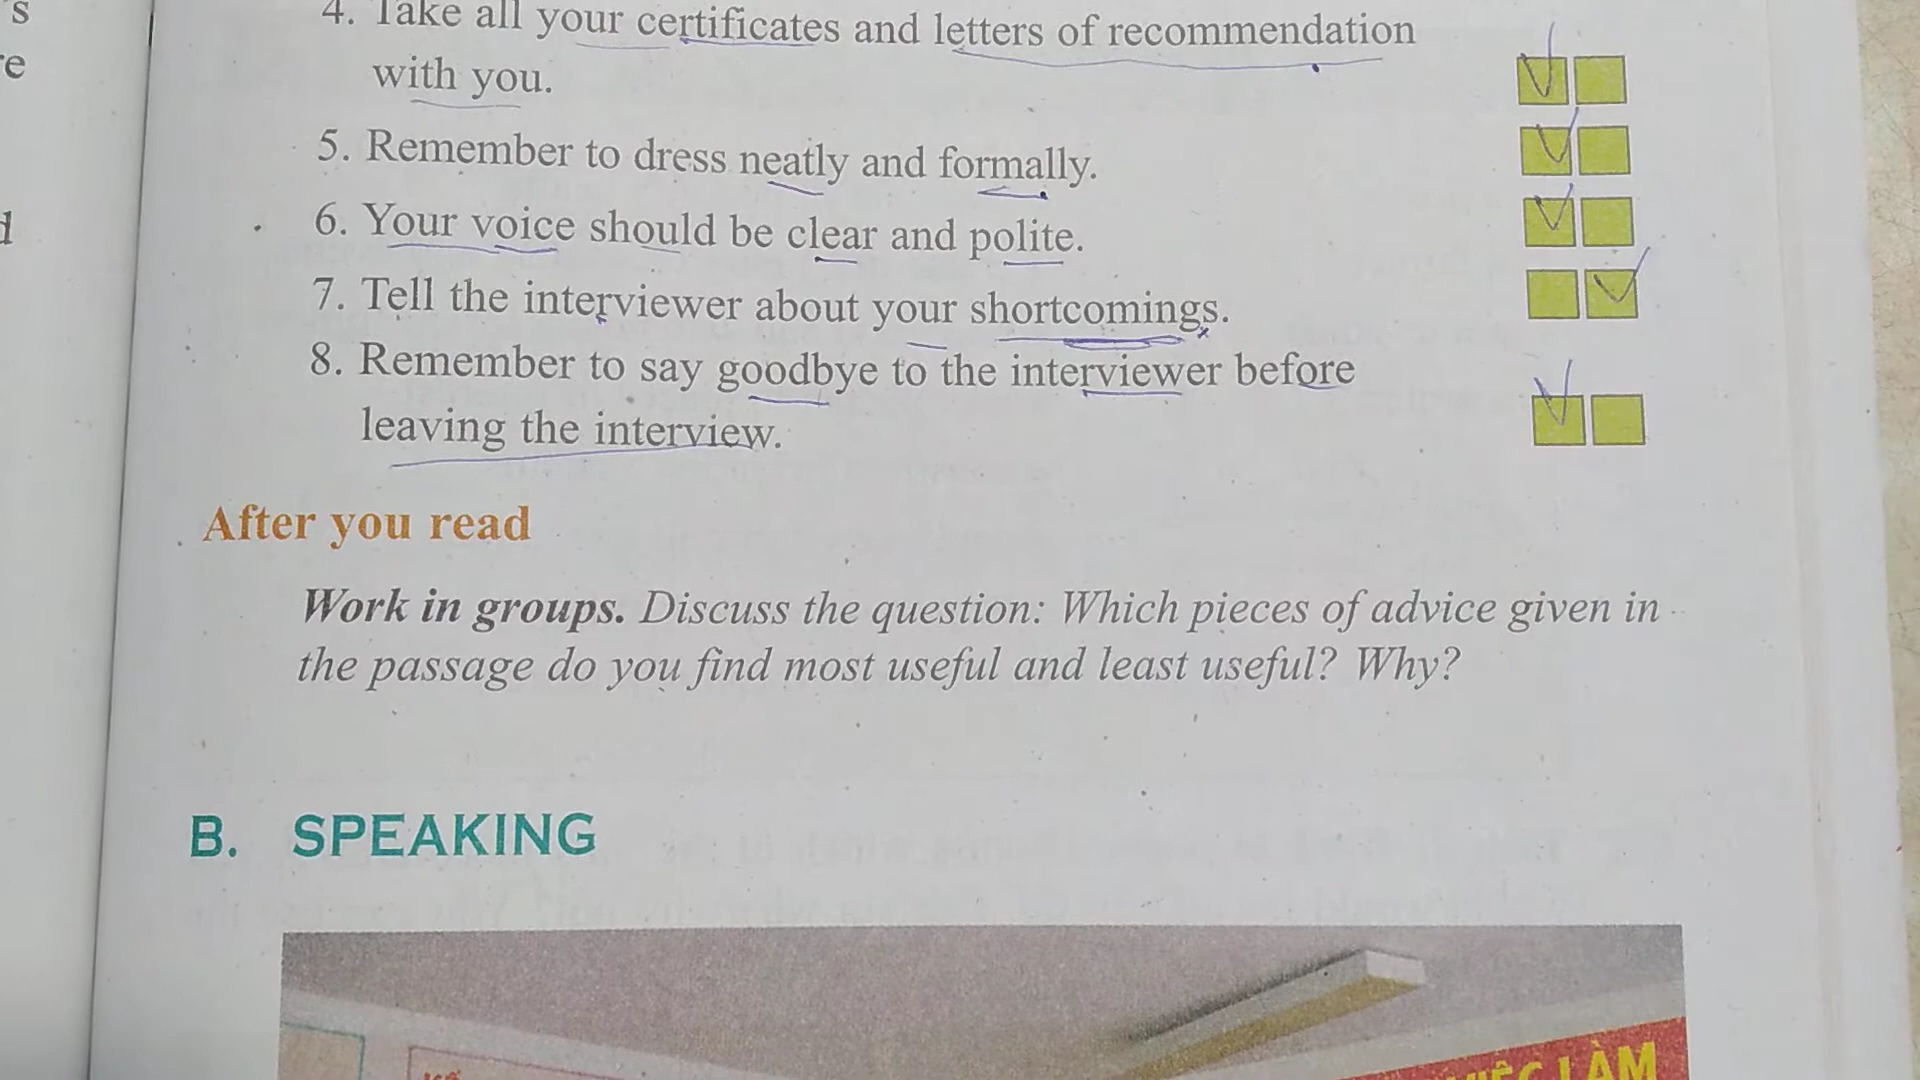 s
4. Take all your certificates and letters of recommendation
re
with you.
5. Remember to dress neatly and formally.
d
6. Your voice should be clear and polite.
7. Tell the interviewer about your shortcomings.
8. Remember to say goodbye to the interviewer before
leaving the interview.
After you read
Work in groups. Discuss the question: Which pieces of advice given in
the passage do you find most useful and least useful? Why?
B. SPEAKING
VIỆC LÀM